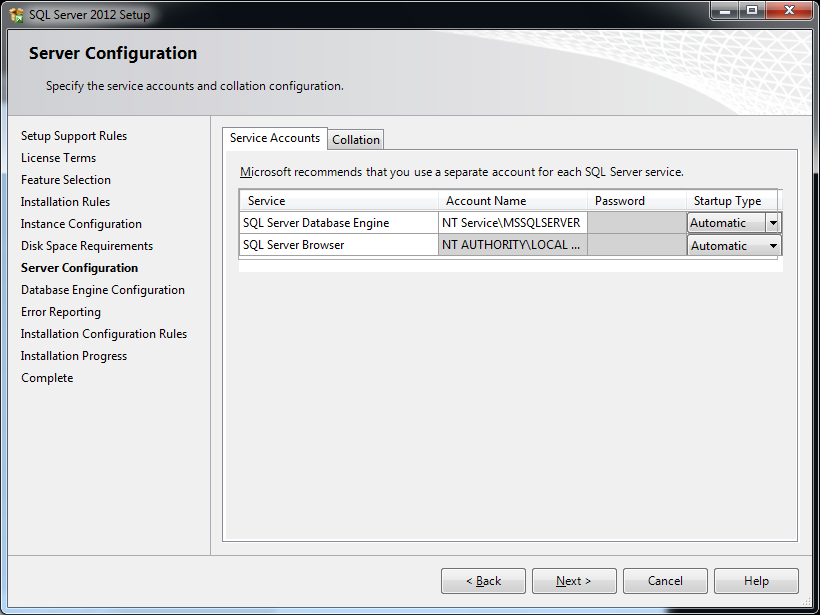 SQL Server 2012 Setup
Server Configuration
Specify the service accounts and collation configuration.
Setup Support Rules
License Terms
Feature Selection
Installation Rules
Instance Configuration
Disk Space Requirements
Server Configuration
Database Engine Configuration
Error Reporting
Installation Configuration Rules
Installation Progress
Complete
Service Accounts Collation
Microsoft recommends that you use a separate account for each SQL Server service.
Service Account Name Password Startup Type
SQL Server Database Engine NT Service\MSSQLSERVER Automatic
SQL Server Browser NT AUTHORITY\LOCAL ... Automatic
< Back Next > Cancel Help